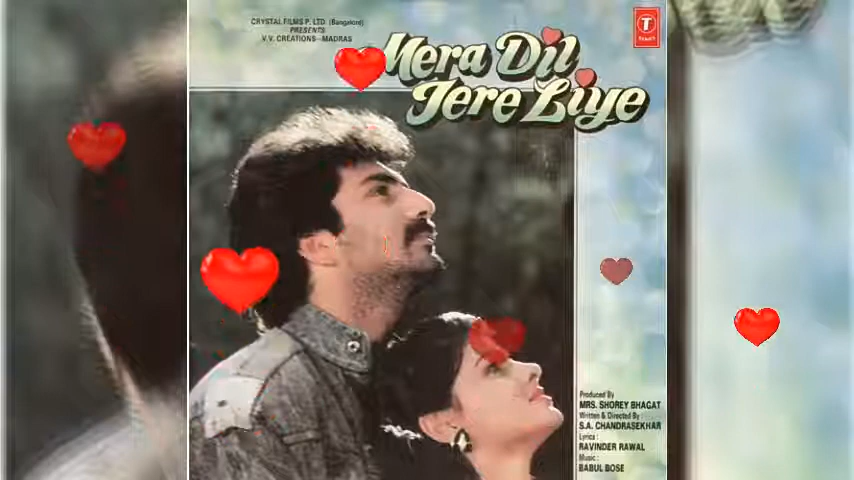 CRYSTAL FILMS P. LTD. (Bangalore)
PRESENTS
V.V. CREATIONS—MADRAS
Mera Dil
Tere Liye
T
Produced By
MRS. SHOREY BHAGAT
Written & Directed By :
S.A. CHANDRASEKHAR
Lyrics :
RAVINDER RAWAL
Music :
BABUL BOSE